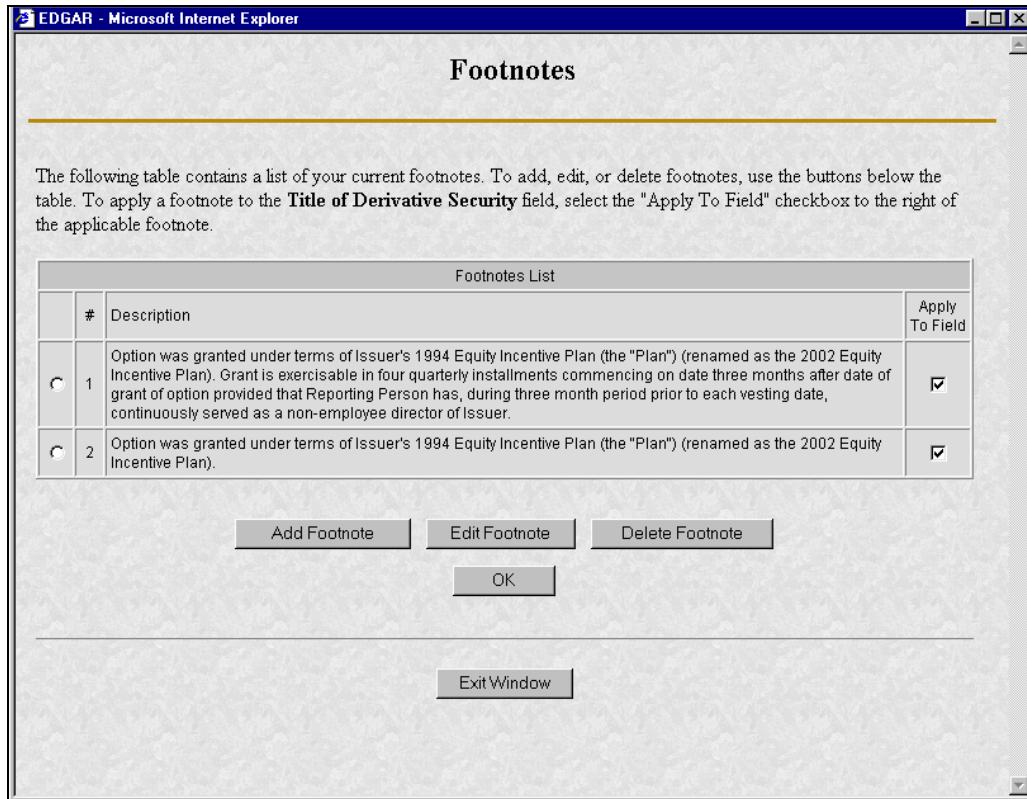 EDGAR - Microsoft Internet Explorer
Footnotes
The following table contains a list of your current footnotes. To add, edit, or delete footnotes, use the buttons below the
table. To apply a footnote to the Title of Derivative Security field, select the "Apply To Field" checkbox to the right of
the applicable footnote.
Footnotes List
# Description Apply
To Field
1 Option was granted under terms of Issuer's 1994 Equity Incentive Plan (the "Plan") (renamed as the 2002 Equity
Incentive Plan). Grant is exercisable in four quarterly installments commencing on date three months after date of
grant of option provided that Reporting Person has, during three month period prior to each vesting date,
continuously served as a non-employee director of Issuer.
2 Option was granted under terms of Issuer's 1994 Equity Incentive Plan (the "Plan") (renamed as the 2002 Equity
Incentive Plan).
Add Footnote Edit Footnote Delete Footnote
OK
Exit Window